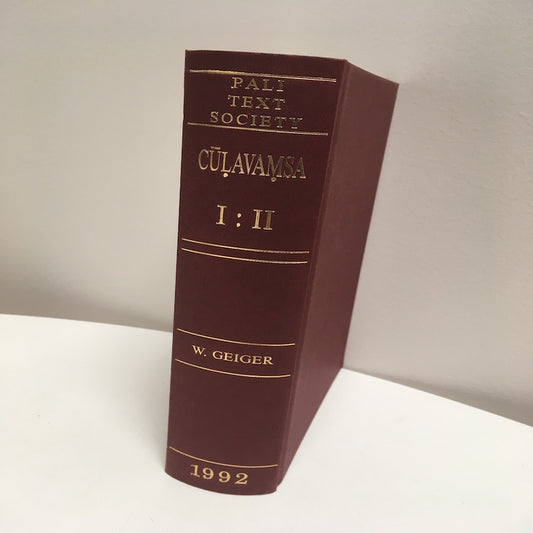 PALI
TEXT
SOCIETY
CŪḶAVAṂSA
I : II
W. GEIGER
1992